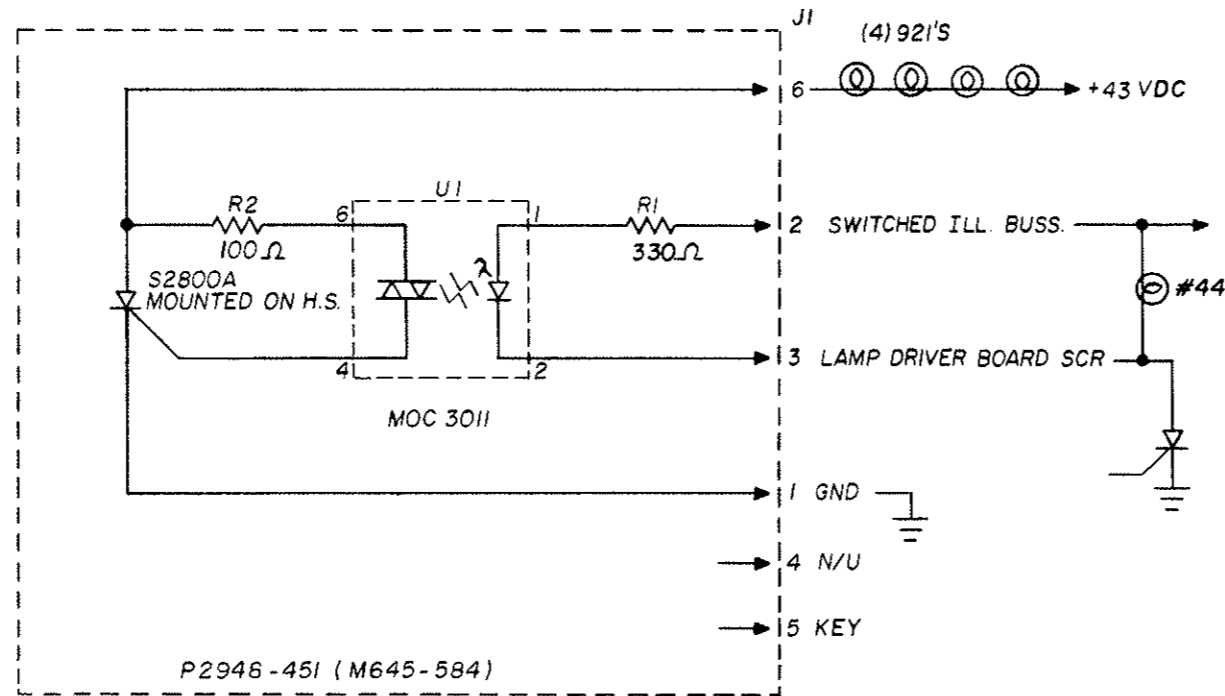 J1
(4) 921'S
6
+43 VDC
U1
R2
6
1
R1
2 SWITCHED ILL. BUSS.
100Ω
330Ω
S2800A
MOUNTED ON H.S.
#44
4
2
3 LAMP DRIVER BOARD SCR
MOC 3011
1 GND
4 N/U
5 KEY
P2948-451 (M645-584)